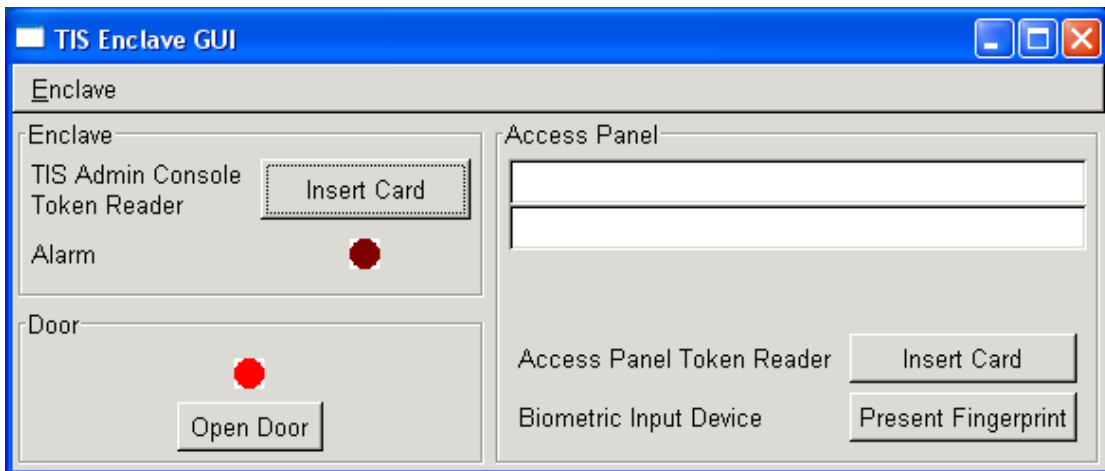 TIS Enclave GUI
Enclave
Enclave
TIS Admin Console
Token Reader
Insert Card
Alarm
Door
Open Door
Access Panel
Access Panel Token Reader
Insert Card
Biometric Input Device
Present Fingerprint